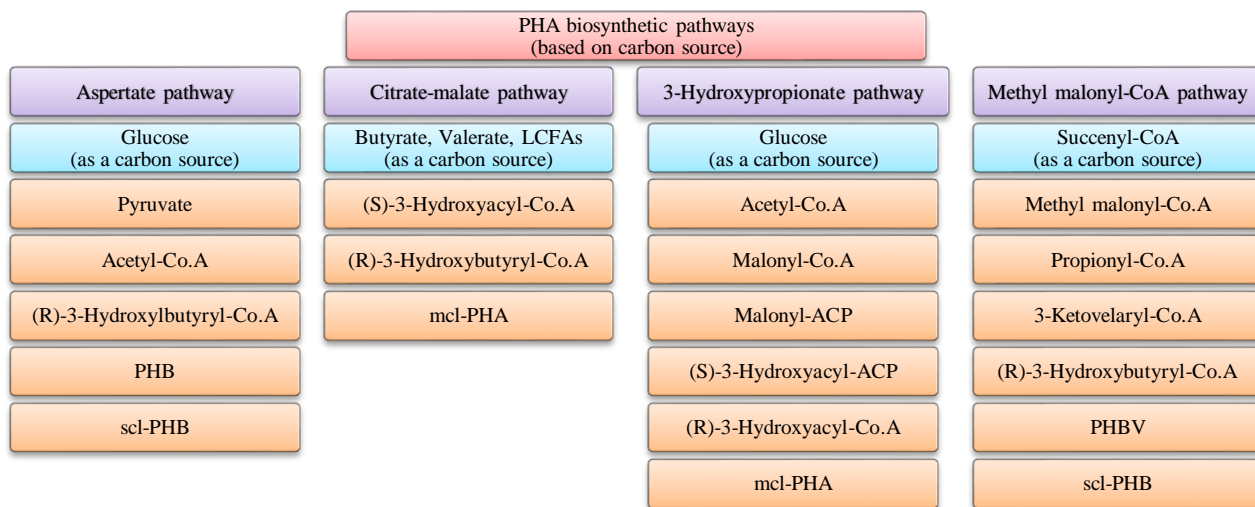 PHA biosynthetic pathways
(based on carbon source)
Aspertate pathway
Glucose
(as a carbon source)
Pyruvate
Acetyl-Co.A
(R)-3-Hydroxylbutyryl-Co.A
PHB
scl-PHB
Citrate-malate pathway
Butyrate, Valerate, LCFAs
(as a carbon source)
(S)-3-Hydroxyacyl-Co.A
(R)-3-Hydroxybutyryl-Co.A
mcl-PHA
3-Hydroxypropionate pathway
Glucose
(as a carbon source)
Acetyl-Co.A
Malonyl-Co.A
Malonyl-ACP
(S)-3-Hydroxyacyl-ACP
(R)-3-Hydroxyacyl-Co.A
mcl-PHA
Methyl malonyl-CoA pathway
Succenyl-CoA
(as a carbon source)
Methyl malonyl-Co.A
Propionyl-Co.A
3-Ketovelaryl-Co.A
(R)-3-Hydroxybutyryl-Co.A
PHBV
scl-PHB